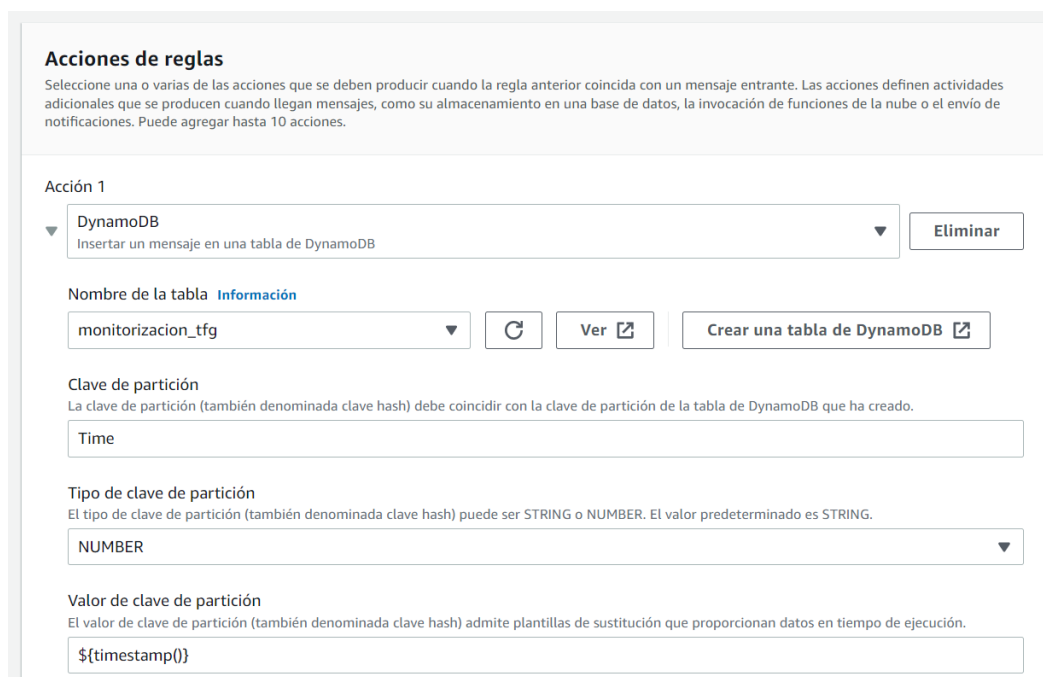 Acciones de reglas
Seleccione una o varias de las acciones que se deben producir cuando la regla anterior coincida con un mensaje entrante. Las acciones definen actividades
adicionales que se producen cuando llegan mensajes, como su almacenamiento en una base de datos, la invocación de funciones de la nube o el envío de
notificaciones. Puede agregar hasta 10 acciones.
Acción 1
DynamoDB
Insertar un mensaje en una tabla de DynamoDB
Eliminar
Nombre de la tabla Información
monitorizacion_tfg
Ver
Crear una tabla de DynamoDB
Clave de partición
La clave de partición (también denominada clave hash) debe coincidir con la clave de partición de la tabla de DynamoDB que ha creado.
Time
Tipo de clave de partición
El tipo de clave de partición (también denominada clave hash) puede ser STRING o NUMBER. El valor predeterminado es STRING.
NUMBER
Valor de clave de partición
El valor de clave de partición (también denominada clave hash) admite plantillas de sustitución que proporcionan datos en tiempo de ejecución.
${timestamp()}